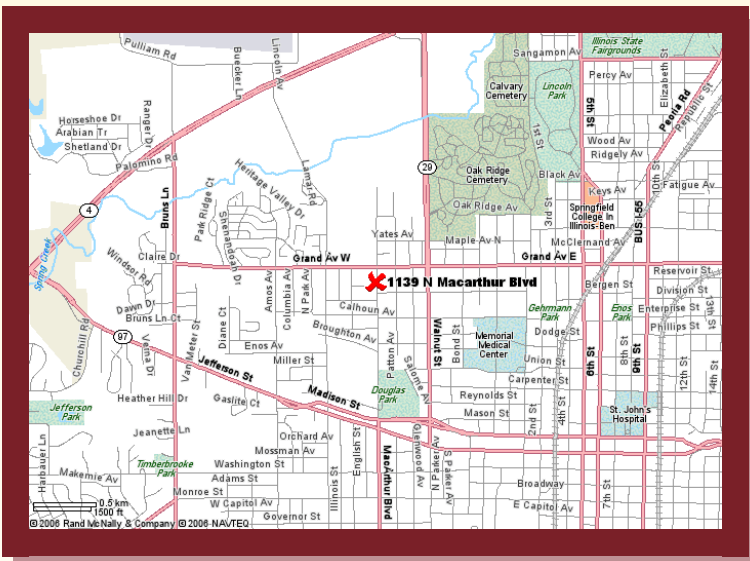 Pulliam Rd
Buecker Ln
Lincoln Av
Sangamon Av
Illinois State
Fairgrounds
Percy Av
Elizabeth St
Calvary
Cemetery
Lincoln
Park
5th St
Peoria Rd
Republic St
Horseshoe Dr
Arabian Tr
Shetland Dr
Ranger Dr
Palomino Rd
1st St
Wood Av
Ridgely Av
Heritage Valley Dr
Lamar Rd
29
Oak Ridge
Cemetery
Black Av
10th St
Fatigue Av
Keys Av
Bruns Ln
Park Ridge Ct
Shenandoah Dr
Oak Ridge Av
3rd St
Springfield
College In
Illinois-Ben
BUS I-55
4
Yates Av
Maple Av N
McClernand Av
Spring Creek
Windsor Rd
Claire Dr
Grand Av W
Grand Av E
Reservoir St
Amos Av
Columbia Av
N Park Av
1139 N Macarthur Blvd
Bergen St
Division St
Dawn Dr
Bruns Ln Ct
Calhoun Av
Gehrmann
Park
Enos
Park
Enterprise St
13th St
Churchill Rd
97
Verna Dr
Van Meter St
Diane Ct
Broughton Av
Walnut St
Bond St
Memorial
Medical
Center
Dodge St
Phillips St
Enos Av
Miller St
Patton Av
Salome Av
Union St
6th St
8th St
9th St
Jefferson St
Carpenter St
12th St
14th St
Heather Hill Dr
Gaslite Ct
Madison St
Douglas
Park
Reynolds St
Mason St
2nd St
4th St
St. John's
Hospital
Jefferson
Park
Jeanette Ln
Orchard Av
Mossman Av
English St
Glenwood Av
N Parker Av
S Parker Av
Harbauer Ln
Makemie Av
Timberbrooke
Park
Washington St
Adams St
Monroe St
W Capitol Av
Governor St
Illinois St
MacArthur Blvd
Broadway
E Capitol Av
7th St
0.5 km
1500 ft
© 2006 Rand McNally & Company © 2006 NAVTEQ